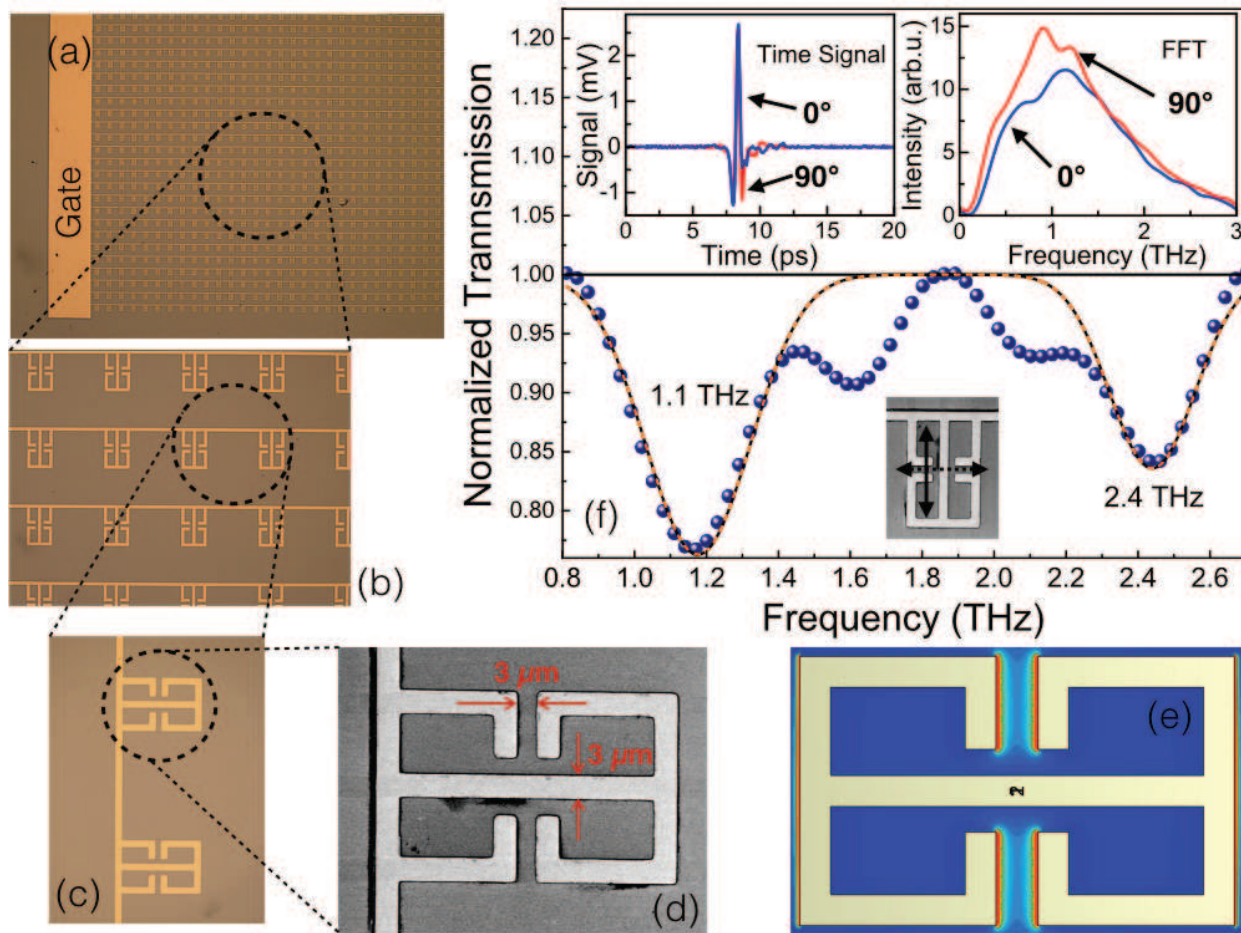 (a)
Gate
(b)
(c)
3 μm
3 μm
(d)
(e)
Normalized Transmission
1.20
1.15
1.10
1.05
1.00
0.95
0.90
0.85
0.80
0.8 1.0 1.2 1.4 1.6 1.8 2.0 2.2 2.4 2.6
Frequency (THz)
(f)
1.1 THz
2.4 THz
Signal (mV)
2
1
0
-1
0 5 10 15 20
Time (ps)
Time Signal
0°
90°
Intensity (arb.u.)
15
10
5
0
0 1 2 3
Frequency (THz)
FFT
90°
0°